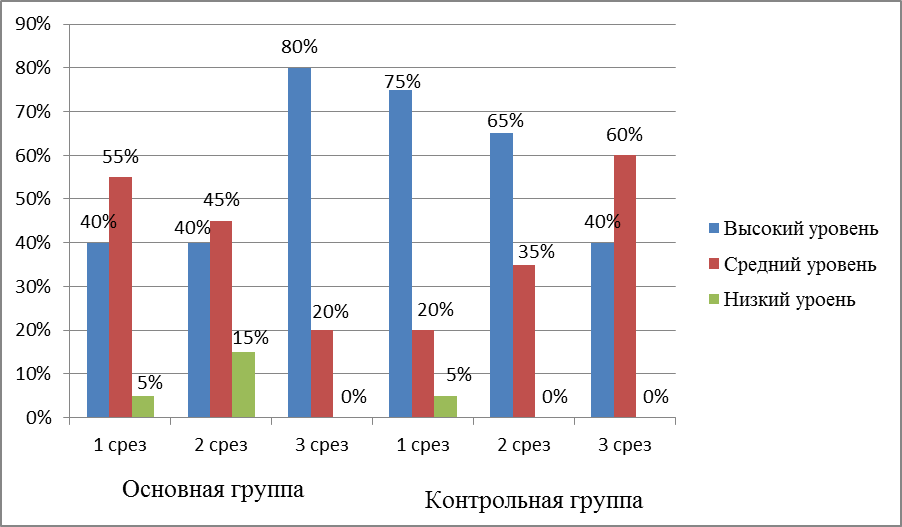 90%
80%
70%
60%
50%
40%
30%
20%
10%
0%
40%
55%
5%
40%
45%
15%
80%
20%
0%
75%
20%
5%
65%
35%
0%
40%
60%
0%
1 срез
2 срез
3 срез
1 срез
2 срез
3 срез
Основная группа
Контрольная группа
Высокий уровень
Средний уровень
Низкий уроень